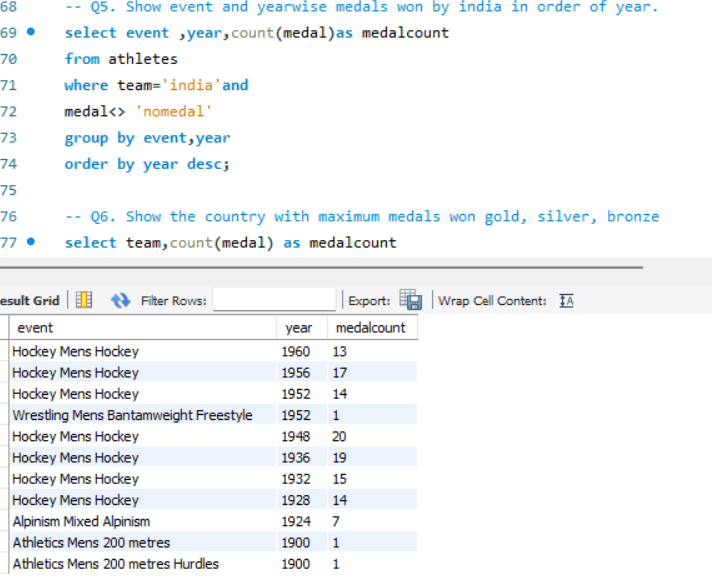 68 -- Q5. Show event and yearwise medals won by india in order of year.
69 select event ,year,count(medal)as medalcount
70 from athletes
71 where team='india'and
72 medal<> 'nomedal'
73 group by event,year
74 order by year desc;
75
76 -- Q6. Show the country with maximum medals won gold, silver, bronze
77 select team,count(medal) as medalcount
esult Grid Filter Rows: Export: Wrap Cell Content: IA
event year medalcount
Hockey Mens Hockey 1960 13
Hockey Mens Hockey 1956 17
Hockey Mens Hockey 1952 14
Wrestling Mens Bantamweight Freestyle 1952 1
Hockey Mens Hockey 1948 20
Hockey Mens Hockey 1936 19
Hockey Mens Hockey 1932 15
Hockey Mens Hockey 1928 14
Alpinism Mixed Alpinism 1924 7
Athletics Mens 200 metres 1900 1
Athletics Mens 200 metres Hurdles 1900 1